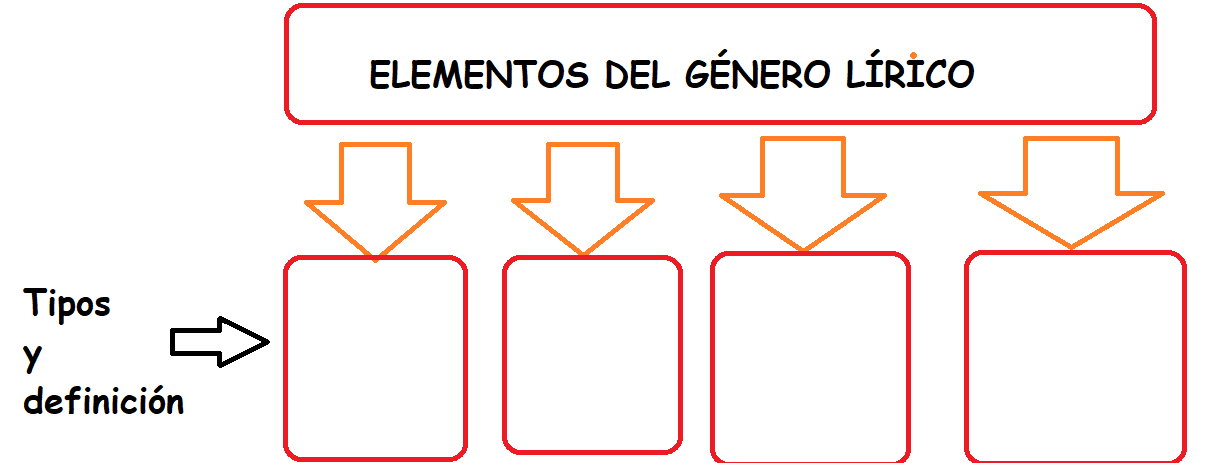 ELEMENTOS DEL GÉNERO LÍRICO
Tipos
y
definición